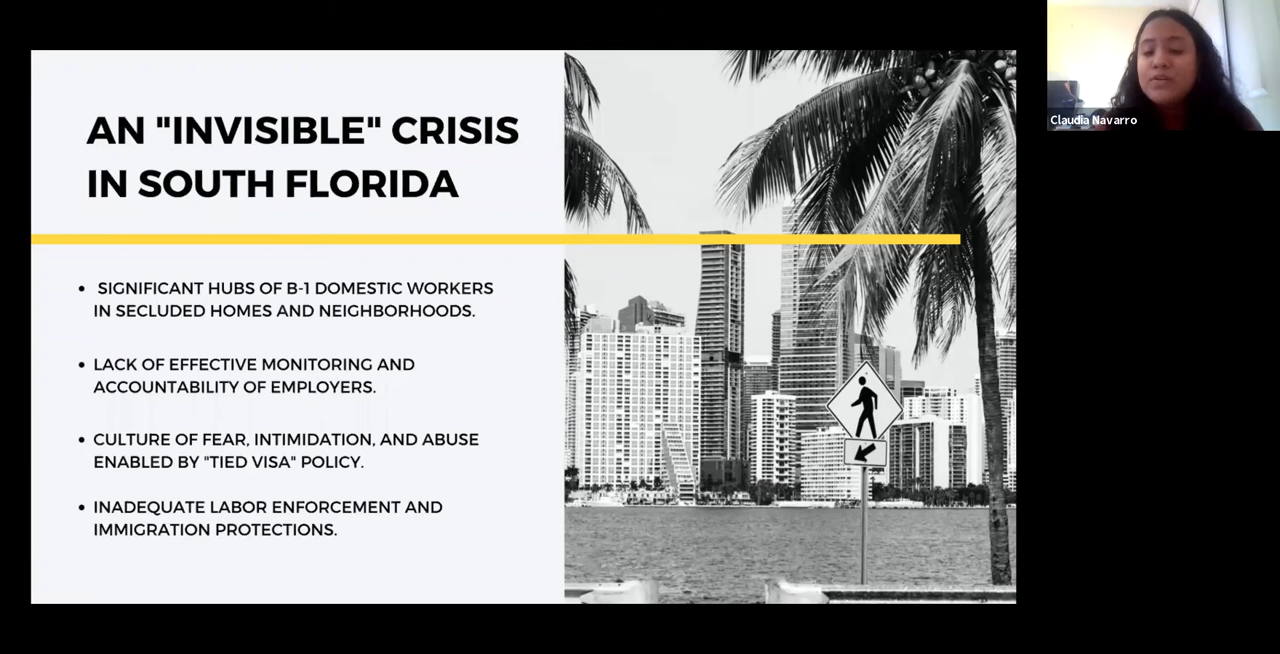 AN "INVISIBLE" CRISIS
IN SOUTH FLORIDA
• SIGNIFICANT HUBS OF B-1 DOMESTIC WORKERS
IN SECLUDED HOMES AND NEIGHBORHOODS.
• LACK OF EFFECTIVE MONITORING AND
ACCOUNTABILITY OF EMPLOYERS.
• CULTURE OF FEAR, INTIMIDATION, AND ABUSE
ENABLED BY "TIED VISA" POLICY.
• INADEQUATE LABOR ENFORCEMENT AND
IMMIGRATION PROTECTIONS.
Claudia Navarro